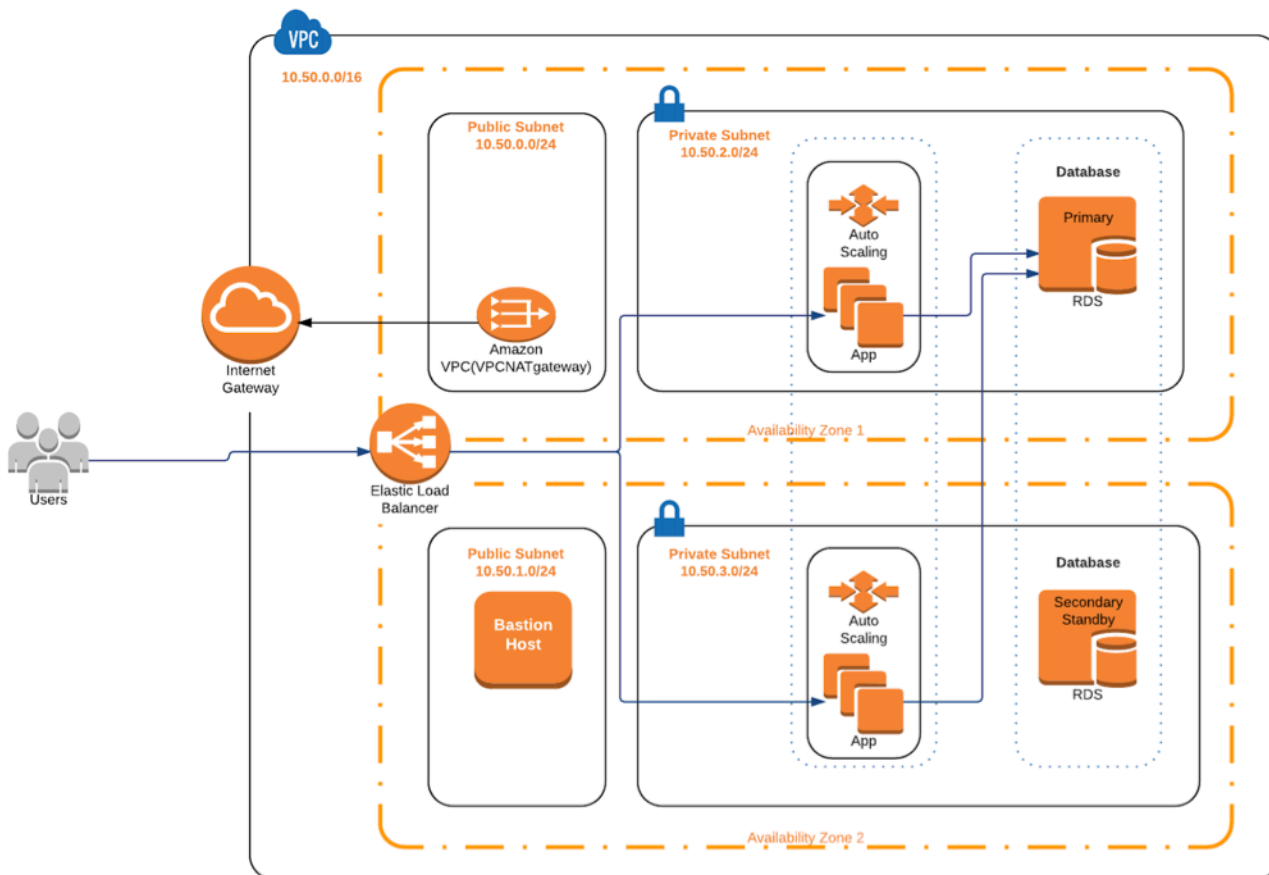 VPC
10.50.0.0/16
Public Subnet
10.50.0.0/24
Private Subnet
10.50.2.0/24
Database
Primary
RDS
Auto
Scaling
App
Amazon
VPC(VPCNATgateway)
Internet
Gateway
Availability Zone 1
Users
Elastic Load
Balancer
Public Subnet
10.50.1.0/24
Bastion
Host
Private Subnet
10.50.3.0/24
Auto
Scaling
App
Database
Secondary
Standby
RDS
Availability Zone 2